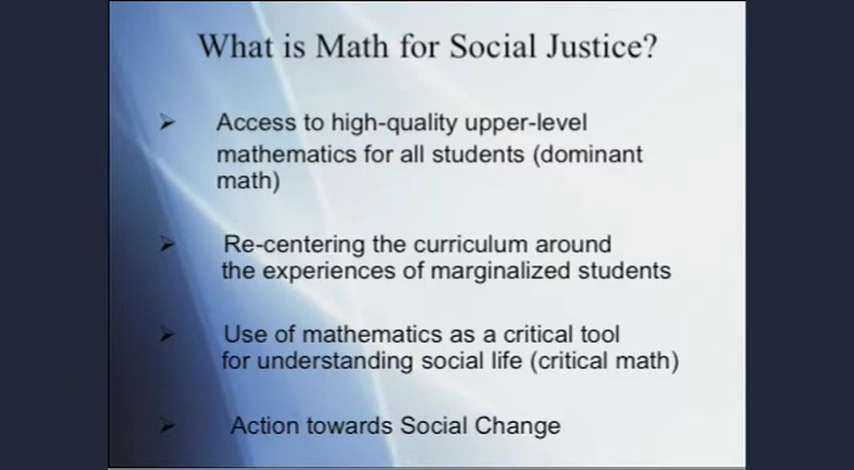 What is Math for Social Justice?
Access to high-quality upper-level
mathematics for all students (dominant
math)
Re-centering the curriculum around
the experiences of marginalized students
Use of mathematics as a critical tool
for understanding social life (critical math)
Action towards Social Change